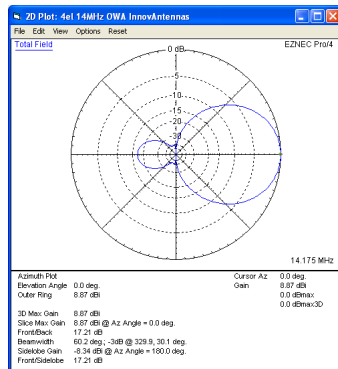 2D Plot: 4el 14MHz OWA InnovAntennas
File Edit View Options Reset
Total Field
EZNEC Pro/4
0 dB
-5
-10
-15
-20
-30
14.175 MHz
Azimuth Plot
Elevation Angle 0.0 deg.
Outer Ring 8.87 dBi
Cursor Az 0.0 deg.
Gain 8.87 dBi
0.0 dBmax
0.0 dBmax3D
3D Max Gain 8.87 dBi
Slice Max Gain 8.87 dBi @ Az Angle = 0.0 deg.
Front/Back 17.21 dB
Beamwidth 60.2 deg.; -3dB @ 329.9, 30.1 deg.
Sidelobe Gain -8.34 dBi @ Az Angle = 180.0 deg.
Front/Sidelobe 17.21 dB